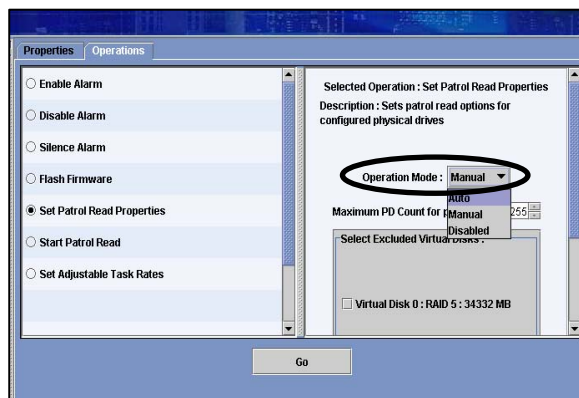 Properties
Operations
Enable Alarm
Disable Alarm
Silence Alarm
Flash Firmware
Set Patrol Read Properties
Start Patrol Read
Set Adjustable Task Rates
Selected Operation : Set Patrol Read Properties
Description : Sets patrol read options for
configured physical drives
Operation Mode : Manual
Auto
Manual
Disabled
Maximum PD Count for 255
Select Excluded Virtual Disks :
Virtual Disk 0 : RAID 5 : 34332 MB
Go